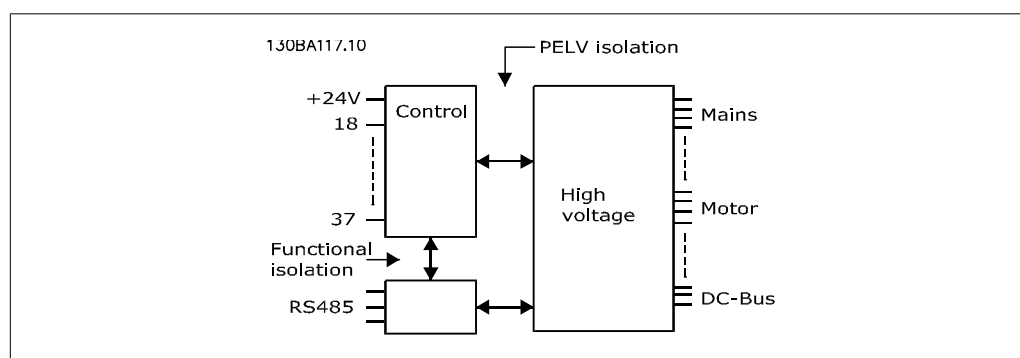 130BA117.10
PELV isolation
+24V
Control
Mains
18
High
voltage
37
Motor
Functional
isolation
RS485
DC-Bus